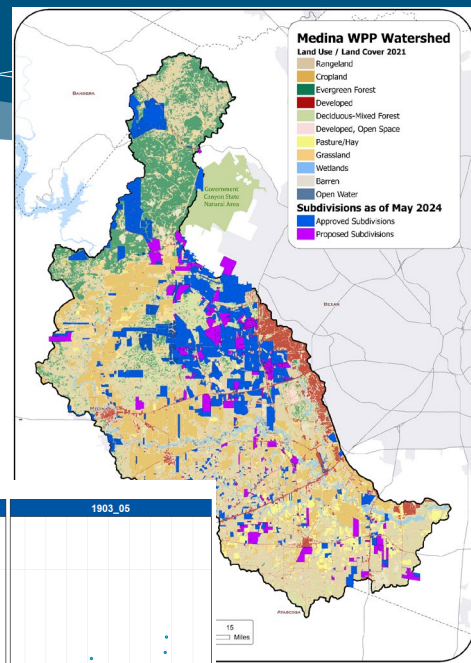 Medina WPP Watershed
Land Use / Land Cover 2021
Rangeland
Cropland
Evergreen Forest
Developed
Deciduous-Mixed Forest
Developed, Open Space
Pasture/Hay
Grassland
Wetlands
Barren
Open Water
Subdivisions as of May 2024
Approved Subdivisions
Proposed Subdivisions
BANDERA
Government
Canyon State
Natural Area
BEXAR
MEDINA
1903_05
ATASCOSA
15
Miles